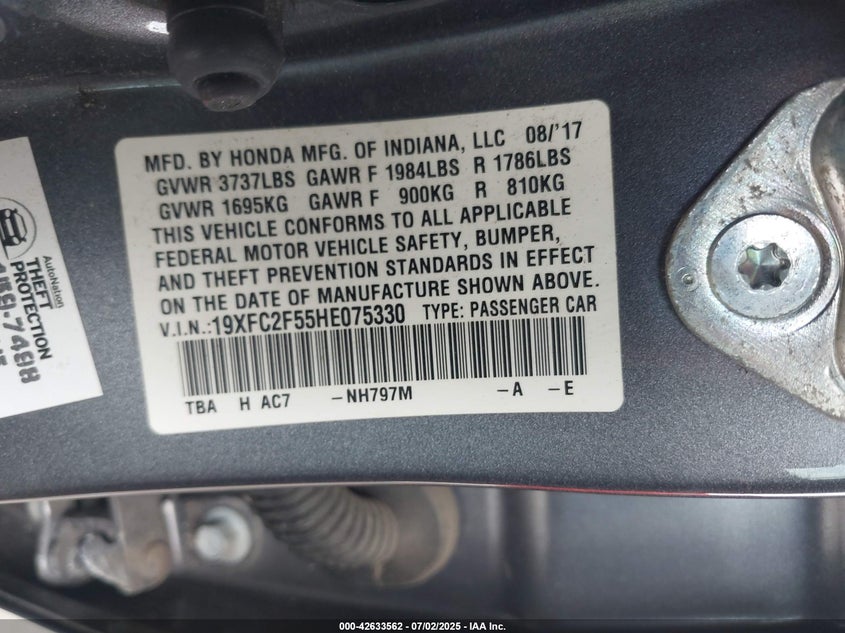 MFD. BY HONDA MFG. OF INDIANA, LLC 08/'17
GVWR 3737LBS GAWR F 1984LBS R 1786LBS
GVWR 1695KG GAWR F 900KG R 810KG
THIS VEHICLE CONFORMS TO ALL APPLICABLE
FEDERAL MOTOR VEHICLE SAFETY, BUMPER,
AND THEFT PREVENTION STANDARDS IN EFFECT
ON THE DATE OF MANUFACTURE SHOWN ABOVE.
V.I.N.:19XFC2F55HE075330 TYPE: PASSENGER CAR
TBA H AC7 -NH797M -A -E
AutoNation
THEFT
PROTECTION
000-42633562 / 07/02/2025 - IAA Inc.